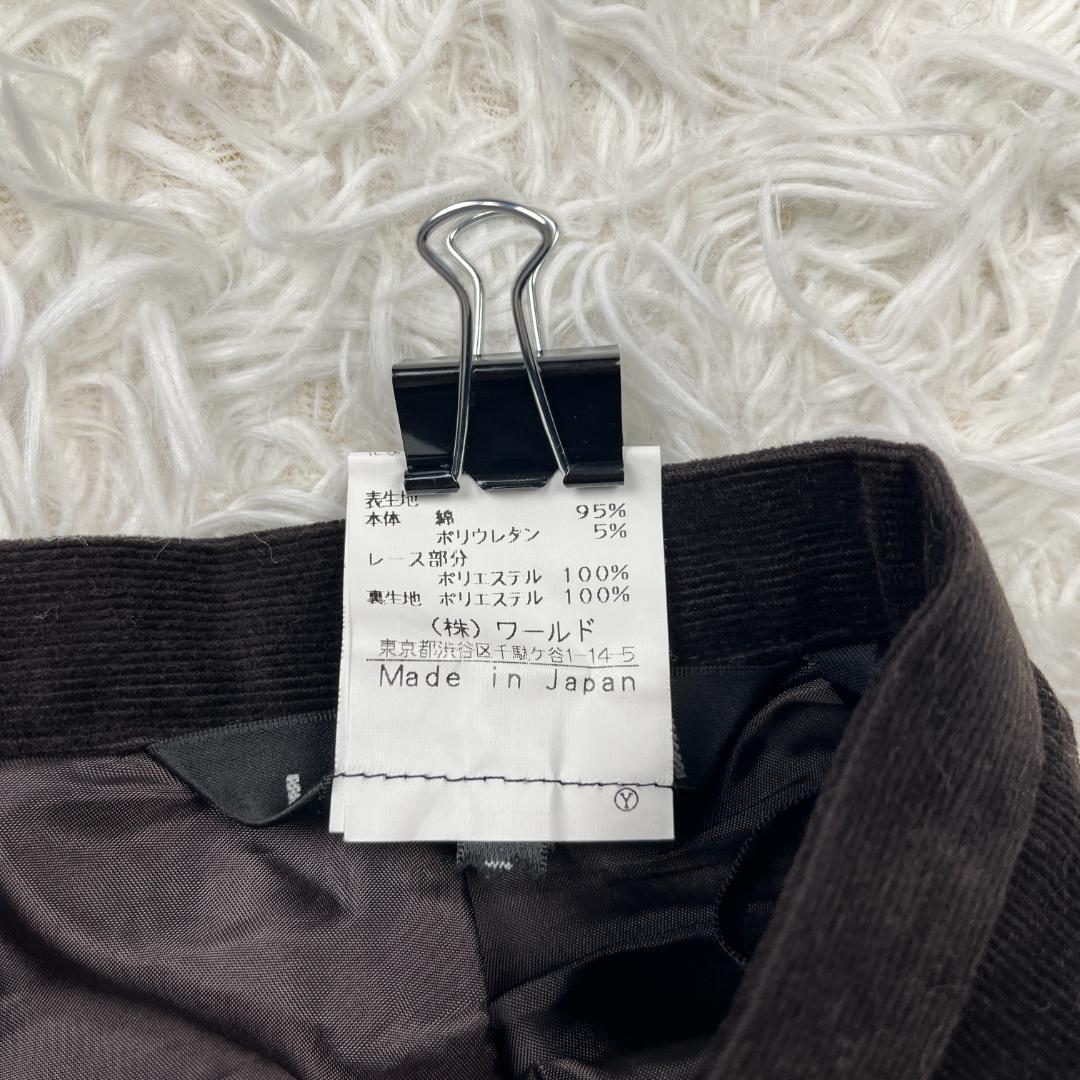 表生地
本体 綿 95%
ポリウレタン 5%
レース部分
ポリエステル 100%
裏生地 ポリエステル 100%
(株)ワールド
東京都渋谷区千駄ケ谷1-14-5
Made in Japan
Ⓨ